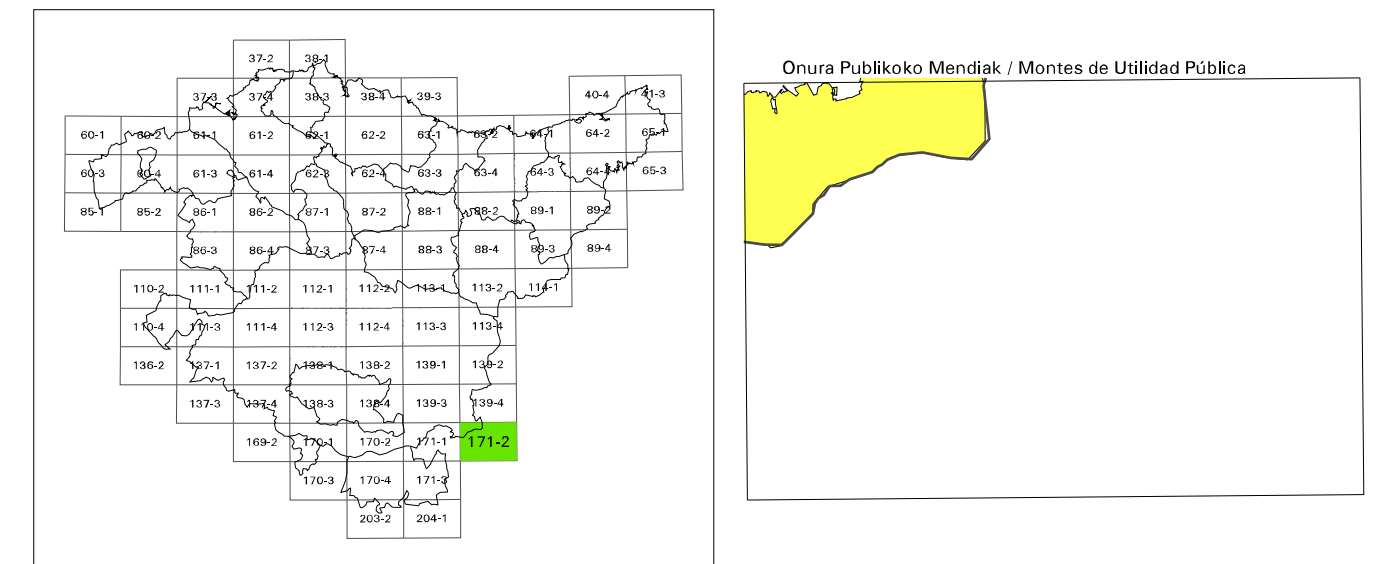 37-2 38-1
Onura Publikoko Mendiak / Montes de Utilidad Pública
37-3 37-4 38-3 38-4 39-3 40-4 41-3
60-1 60-2 61-1 61-2 62-1 62-2 63-1 63-2 64-1 64-2 65-1
60-3 60-4 61-3 61-4 62-3 62-4 63-3 63-4 64-3 64-4 65-3
85-1 85-2 86-1 86-2 87-1 87-2 88-1 88-2 89-1 89-2
86-3 86-4 87-3 87-4 88-3 88-4 89-3 89-4
110-2 111-1 111-2 112-1 112-2 113-1 113-2 114-1
110-4 111-3 111-4 112-3 112-4 113-3 113-4
136-2 137-1 137-2 138-1 138-2 139-1 139-2
137-3 137-4 138-3 138-4 139-3 139-4
169-2 170-1 170-2 171-1 171-2
170-3 170-4 171-3
203-2 204-1